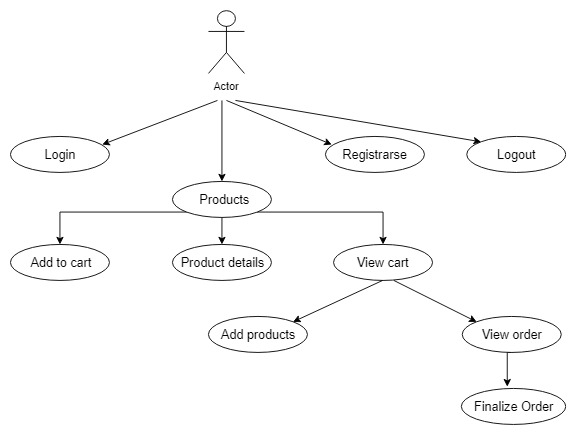 Actor
Login
Registrarse
Logout
Products
Add to cart
Product details
View cart
Add products
View order
Finalize Order